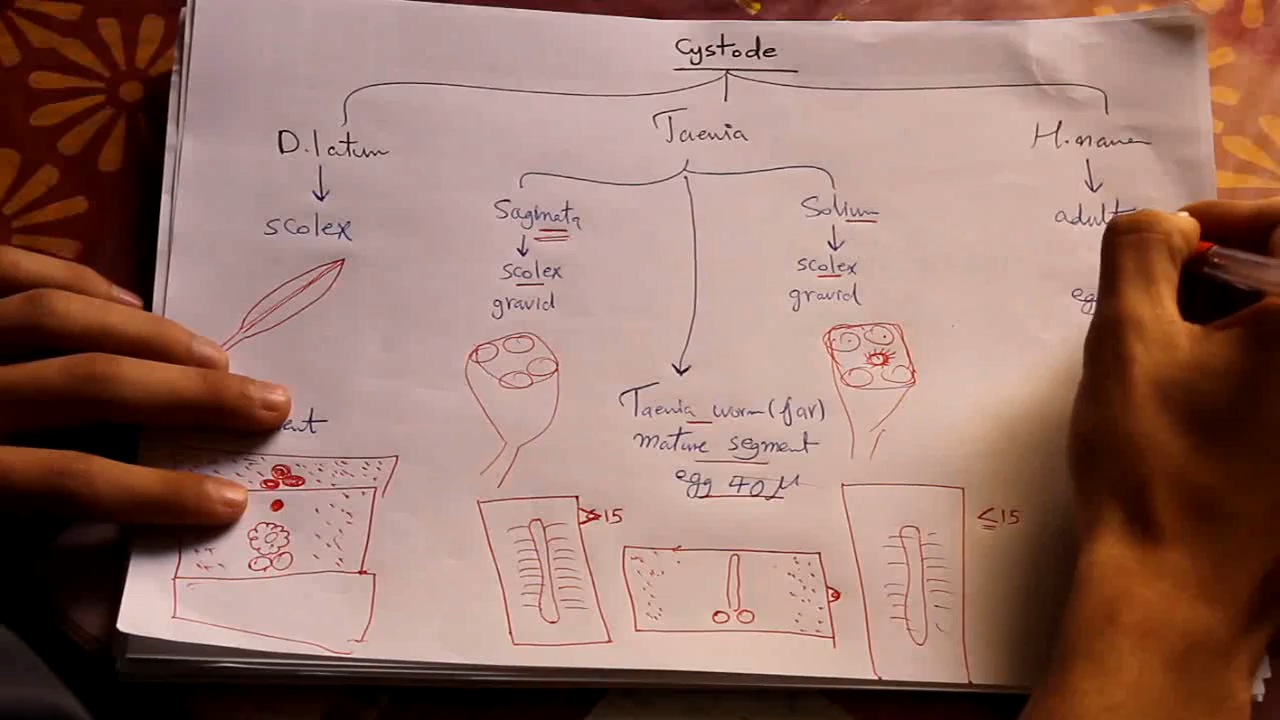 Cystode
D.latum
Taenia
H.nana
scolex
Saginata
Solium
adult
scolex
gravid
scolex
gravid
Taenia worm (far)
mature segment
egg 40 µ
>15
≤15